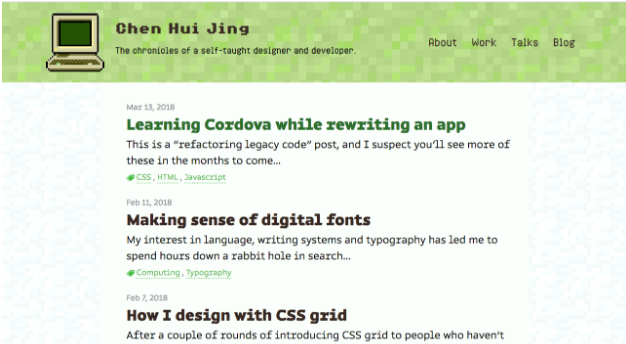 Chen Hui Jing
The chronicles of a self-taught designer and developer.
About Work Talks Blog
Mar 13, 2018
Learning Cordova while rewriting an app
This is a “refactoring legacy code” post, and I suspect you’ll see more of
these in the months to come…
CSS, HTML, Javascript
Feb 11, 2018
Making sense of digital fonts
My interest in language, writing systems and typography has led me to
spend hours down a rabbit hole in search…
Computing, Typography
Feb 7, 2018
How I design with CSS grid
After a couple of rounds of introducing CSS grid to people who haven’t